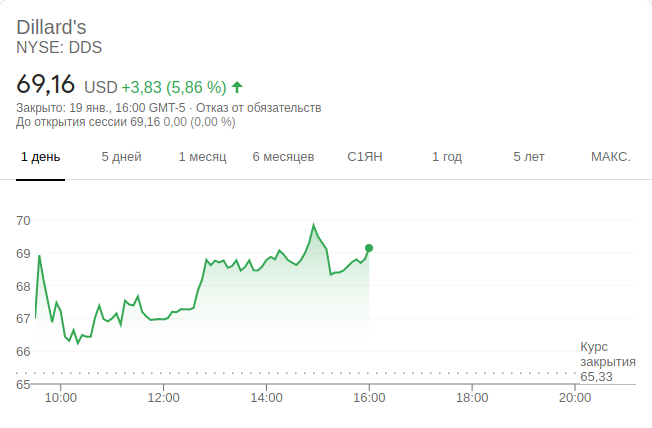 Dillard's
NYSE: DDS
69,16 USD +3,83 (5,86 %)
Закрыто: 19 янв., 16:00 GMT-5 · Отказ от обязательств
До открытия сессии 69,16 0,00 (0,00 %)
1 день 5 дней 1 месяц 6 месяцев С1ЯН 1 год 5 лет МАКС.
70
69
68
67
66
Курс
закрытия
65,33
65
10:00 12:00 14:00 16:00 18:00 20:00